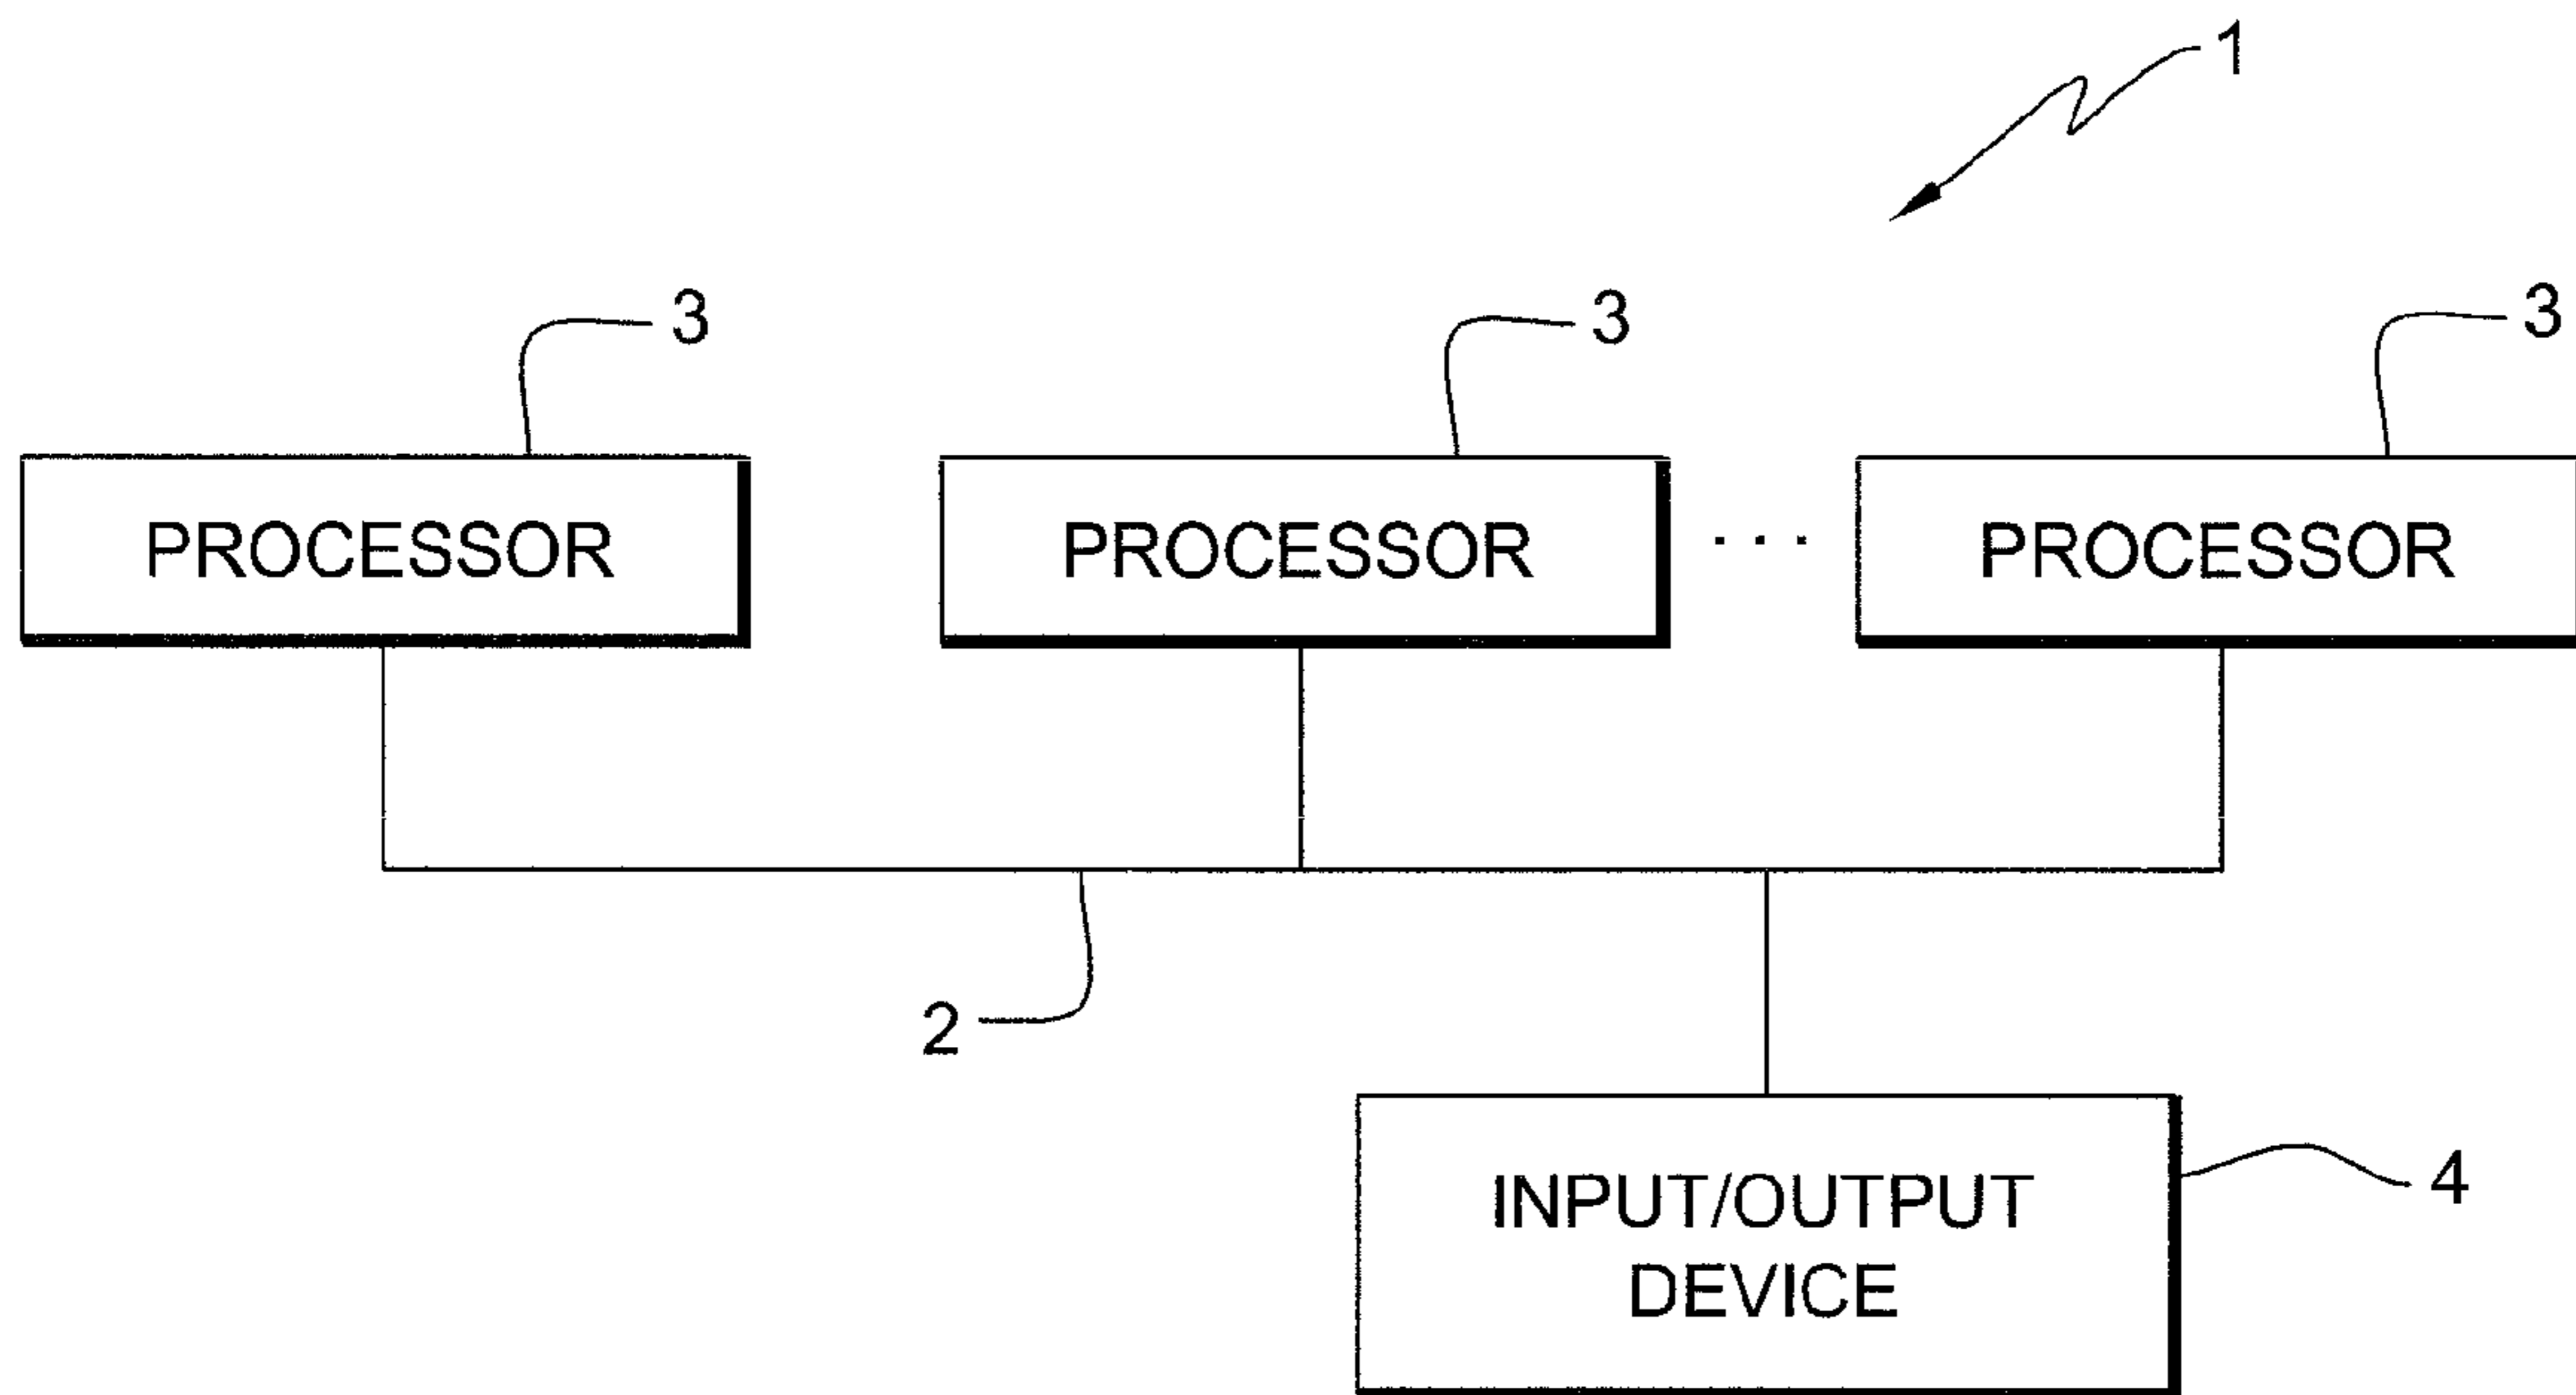 1
3
3
3
PROCESSOR
PROCESSOR
. . .
PROCESSOR
2
INPUT/OUTPUT
DEVICE
4